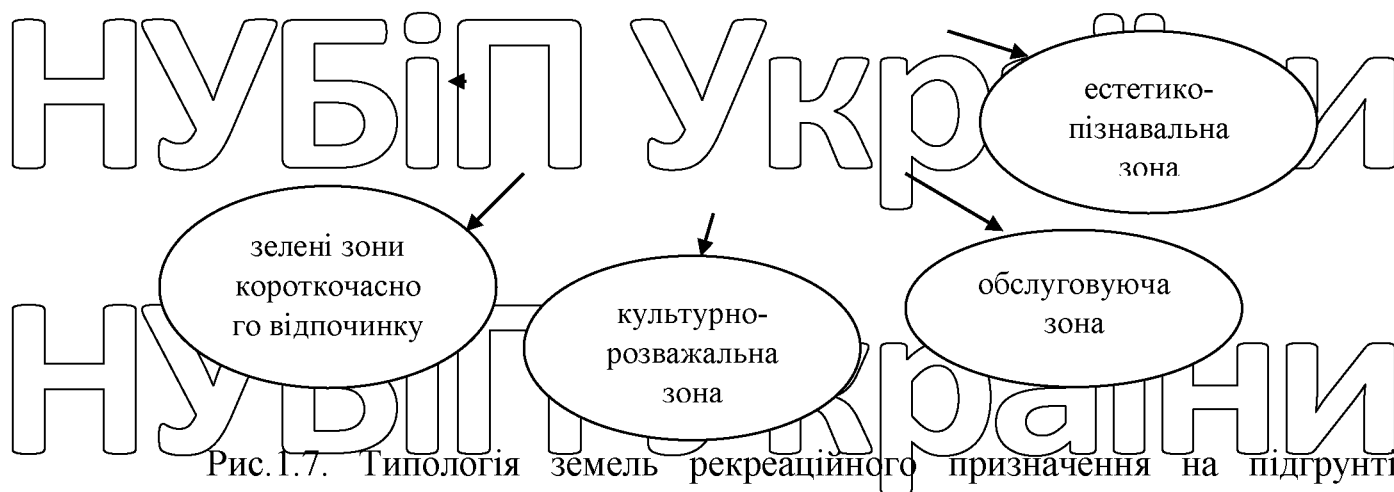 НУБіП України
естетико-
пізнавальна
зона
зелені зони
короткочасно
го відпочинку
культурно-
розважальна
зона
обслуговуюча
зона
НУБіП України
Рис.1.7. Типологія земель рекреаційного призначення на підгрунті